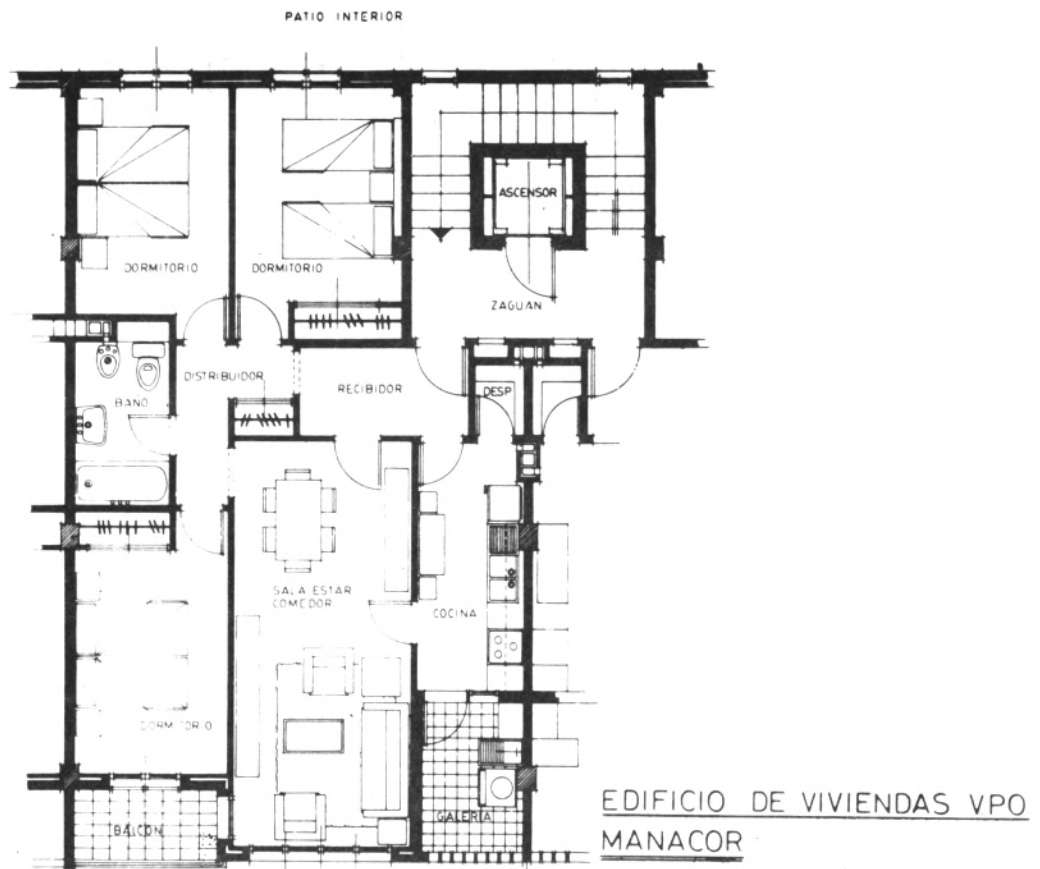 PATIO INTERIOR
ASCENSOR
DORMITORIO
DORMITORIO
ZAGUAN
DISTRIBUIDOR
RECIBIDOR
DESP.
BANO
SALA ESTAR
COMEDOR
COCINA
DORMITORIO
BALCON
GALERIA
EDIFICIO DE VIVIENDAS VPO
MANACOR